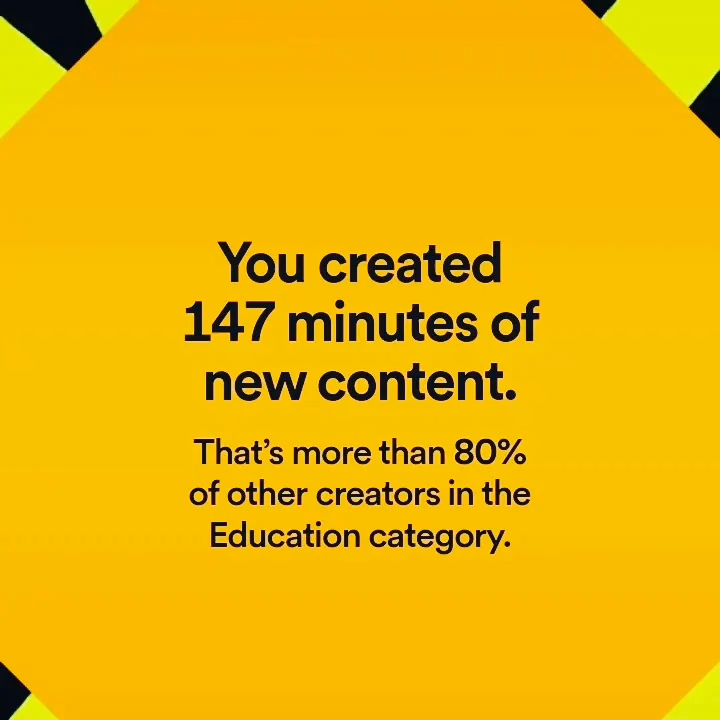 You created
147 minutes of
new content.
That’s more than 80%
of other creators in the
Education category.